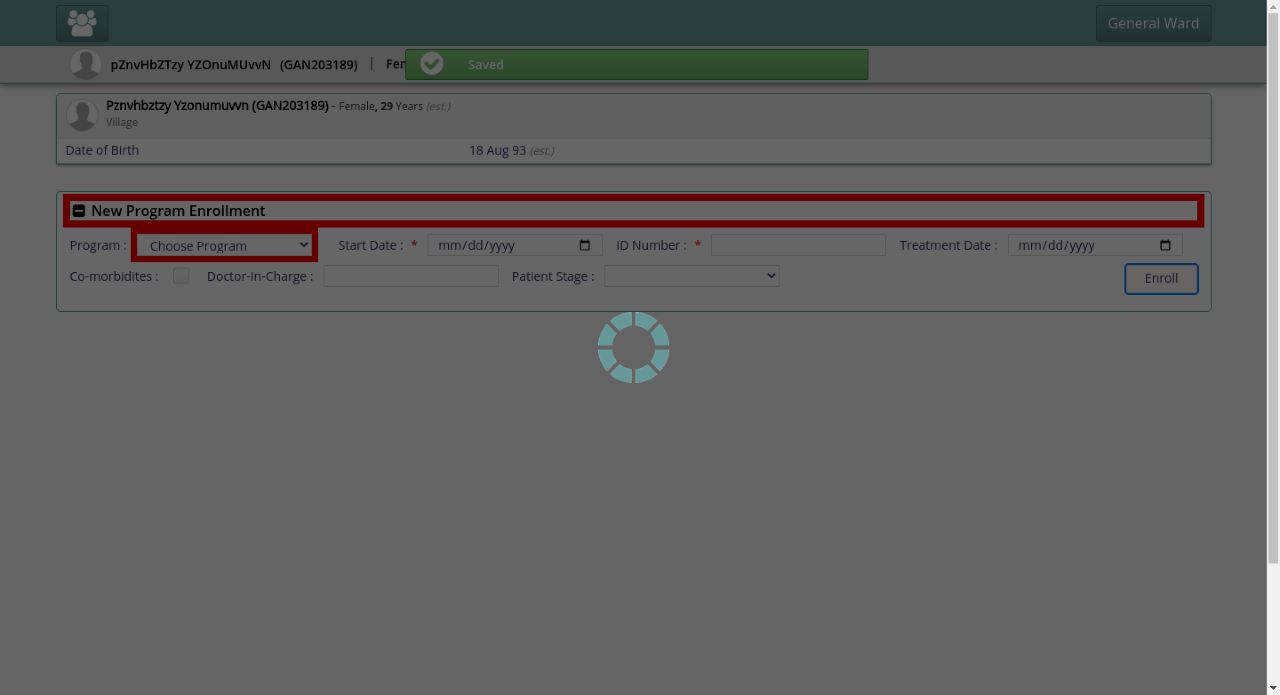 General Ward
pZnvHbZTzy YZOnuMUvvN (GAN203189) | Fem
Saved
Pznvhbztzy Yzonumuvvn (GAN203189) - Female, 29 Years (est.)
Village
Date of Birth 18 Aug 93 (est.)
New Program Enrollment
Program : Choose Program Start Date : * mm/dd/yyyy ID Number : * Treatment Date : mm/dd/yyyy
Co-morbidites : Doctor-In-Charge : Patient Stage : Enroll